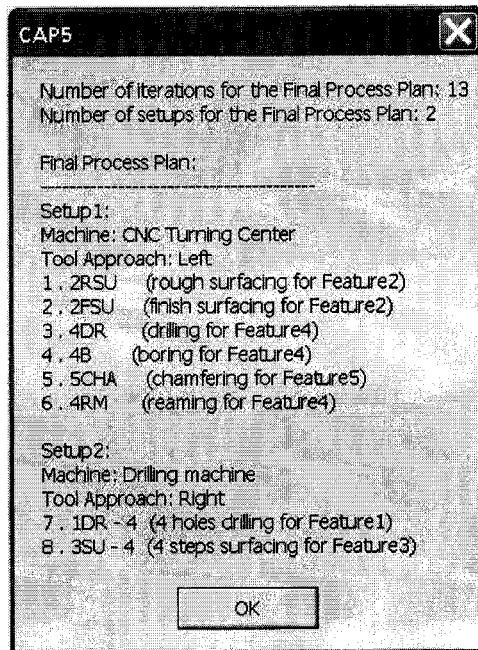 CAPS
Number of iterations for the Final Process Plan: 13
Number of setups for the Final Process Plan: 2
Final Process Plan:
--------------------------------------------
Setup1:
Machine: CNC Turning Center
Tool Approach: Left
1 . 2RSU (rough surfacing for Feature2)
2 . 2FSU (finish surfacing for Feature2)
3 . 4DR (drilling for Feature4)
4 . 4B (boring for Feature4)
5 . 5CHA (chamfering for Feature5)
6 . 4RM (reaming for Feature4)
Setup2:
Machine: Drilling machine
Tool Approach: Right
7 . 1DR - 4 (4 holes drilling for Feature1)
8 . 3SU - 4 (4 steps surfacing for Feature3)
OK